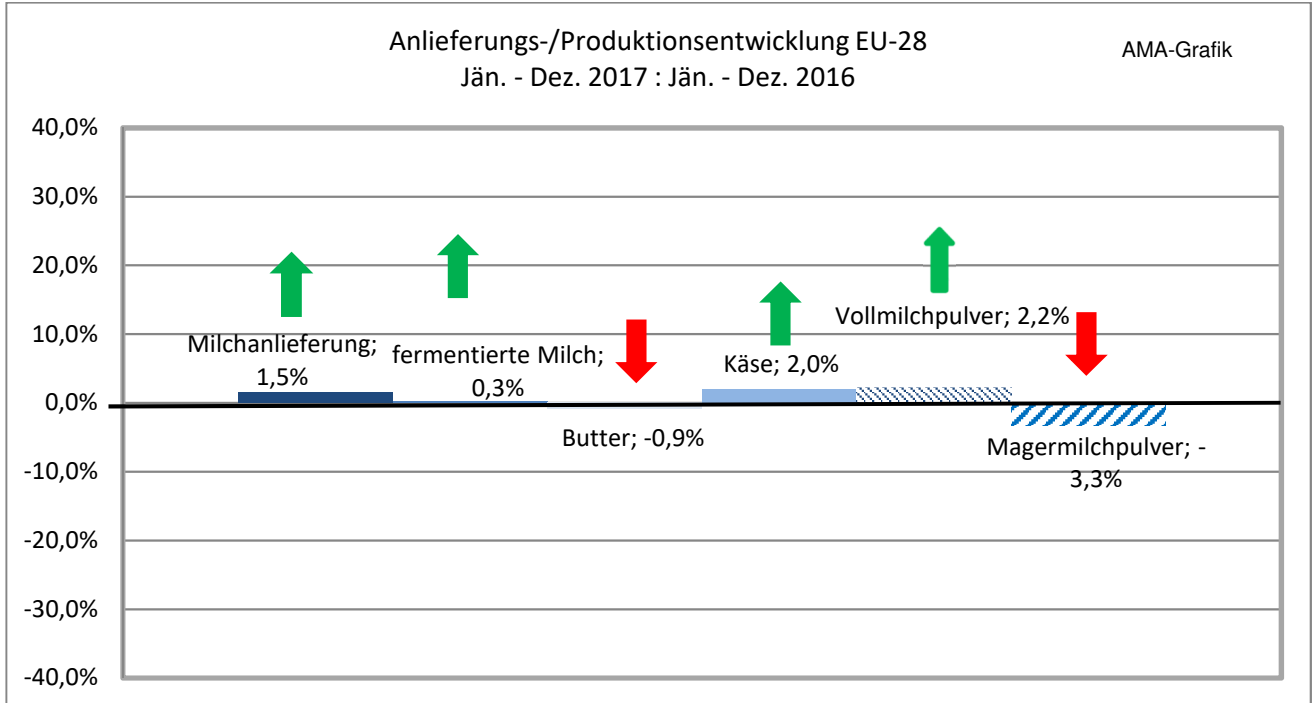 Anlieferungs-/Produktionsentwicklung EU-28
Jän. - Dez. 2017 : Jän. - Dez. 2016
AMA-Grafik
40,0%
30,0%
20,0%
10,0%
0,0%
-10,0%
-20,0%
-30,0%
-40,0%
Milchanlieferung;
1,5%
fermentierte Milch;
0,3%
Butter; -0,9%
Käse; 2,0%
Vollmilchpulver; 2,2%
Magermilchpulver; -
3,3%